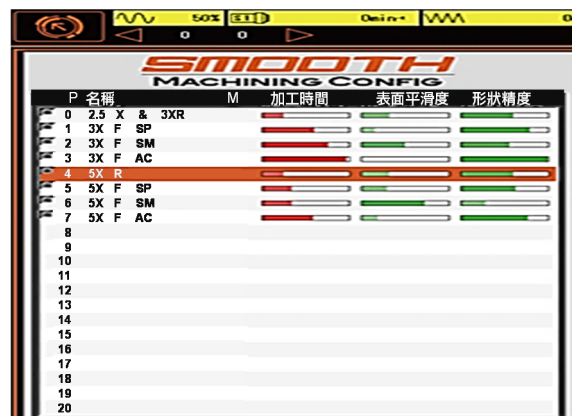 50% 0min⁻¹ 0
0 0
SMOOTH
MACHINING CONFIG
P 名稱 M 加工時間 表面平滑度 形狀精度
0 2.5 X & 3XR
1 3X F SP
2 3X F SM
3 3X F AC
4 5X R
5 5X F SP
6 5X F SM
7 5X F AC
8
9
10
11
12
13
14
15
16
17
18
19
20